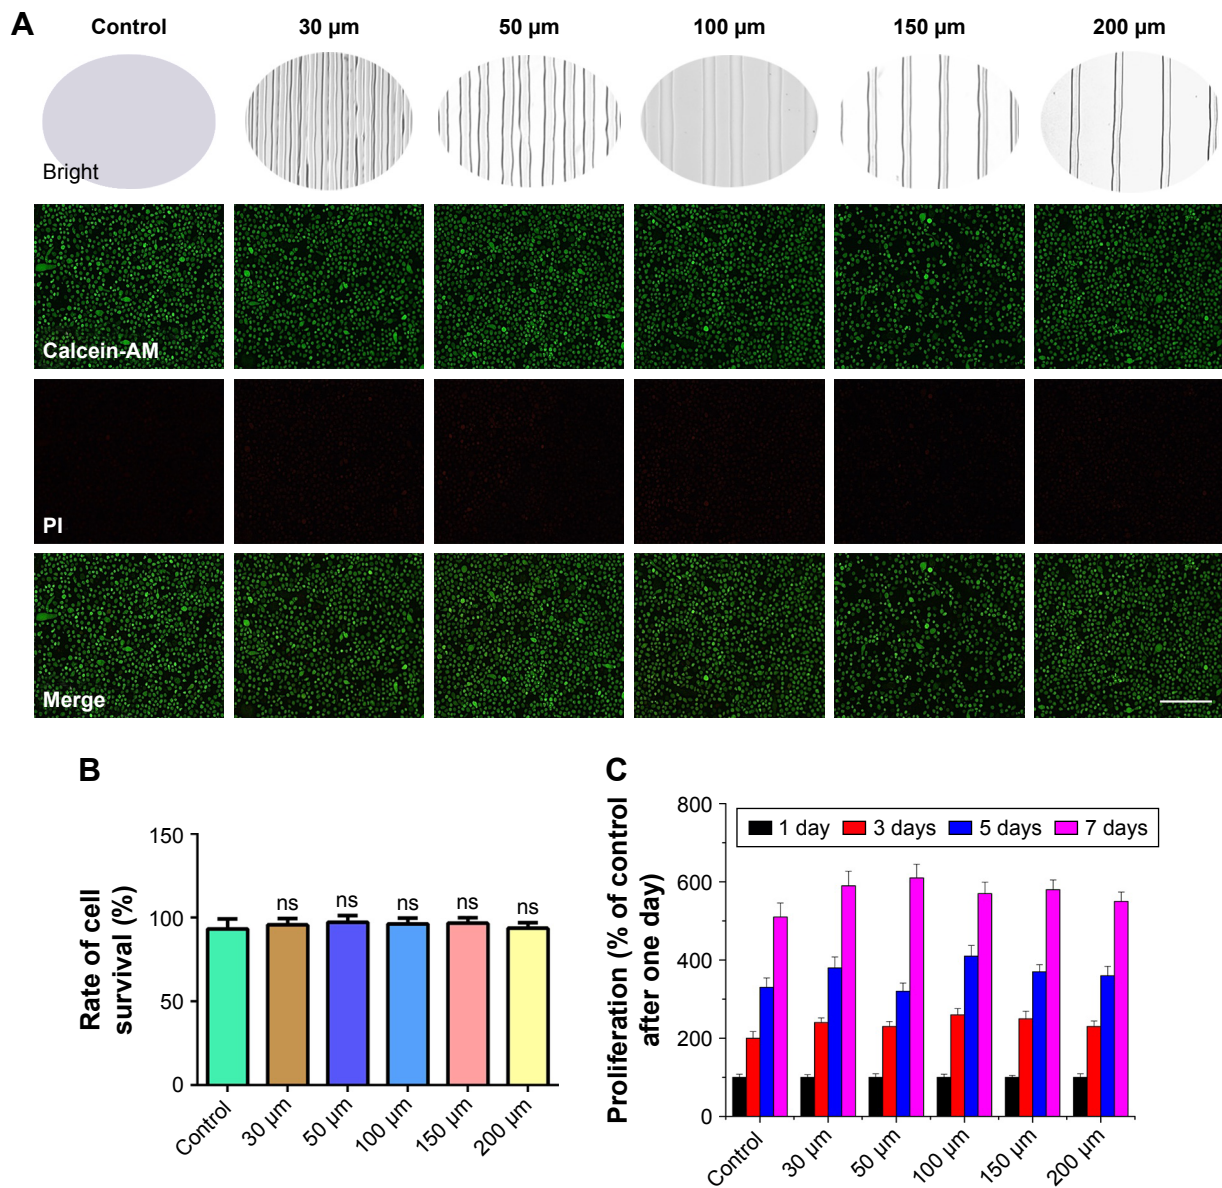 A
Control 30 µm 50 µm 100 µm 150 µm 200 µm
Bright
Calcein-AM
PI
Merge
B
Rate of cell
survival (%)
150
100
50
0
ns ns ns ns ns
Control 30 µm 50 µm 100 µm 150 µm 200 µm
C
Proliferation (% of control
after one day)
800
600
400
200
0
1 day 3 days 5 days 7 days
Control 30 µm 50 µm 100 µm 150 µm 200 µm